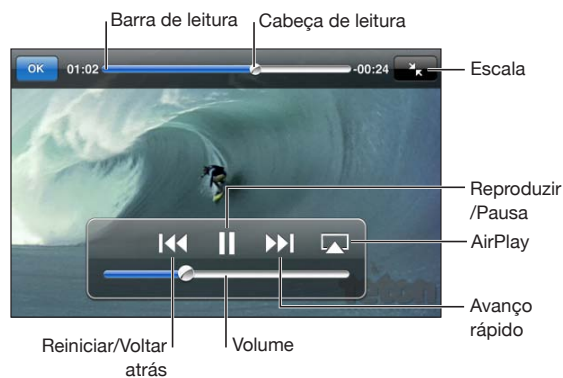 Barra de leitura
Cabeça de leitura
OK
01:02
-00:24
Escala
Reproduzir
/Pausa
AirPlay
Avanço
rápido
Volume
Reiniciar/Voltar
atrás